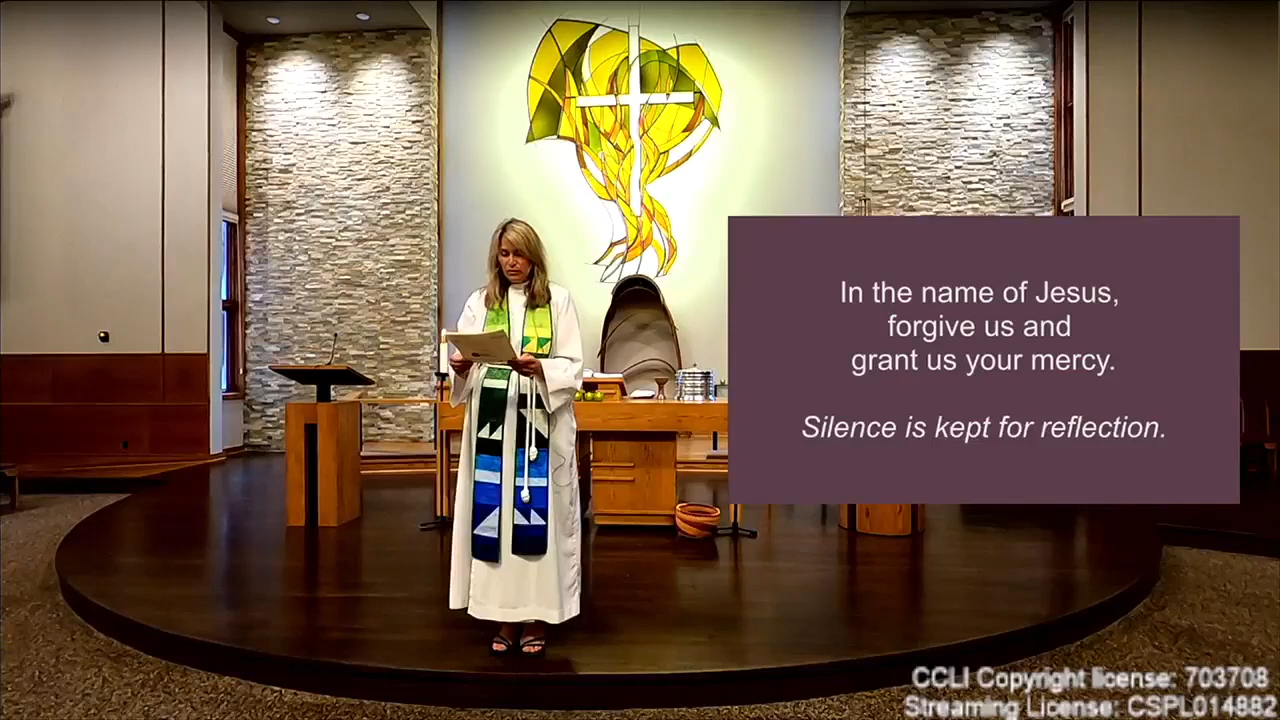 In the name of Jesus,
forgive us and
grant us your mercy.
Silence is kept for reflection.
CCLI Copyright license: 703708
Streaming License: CSPL014882